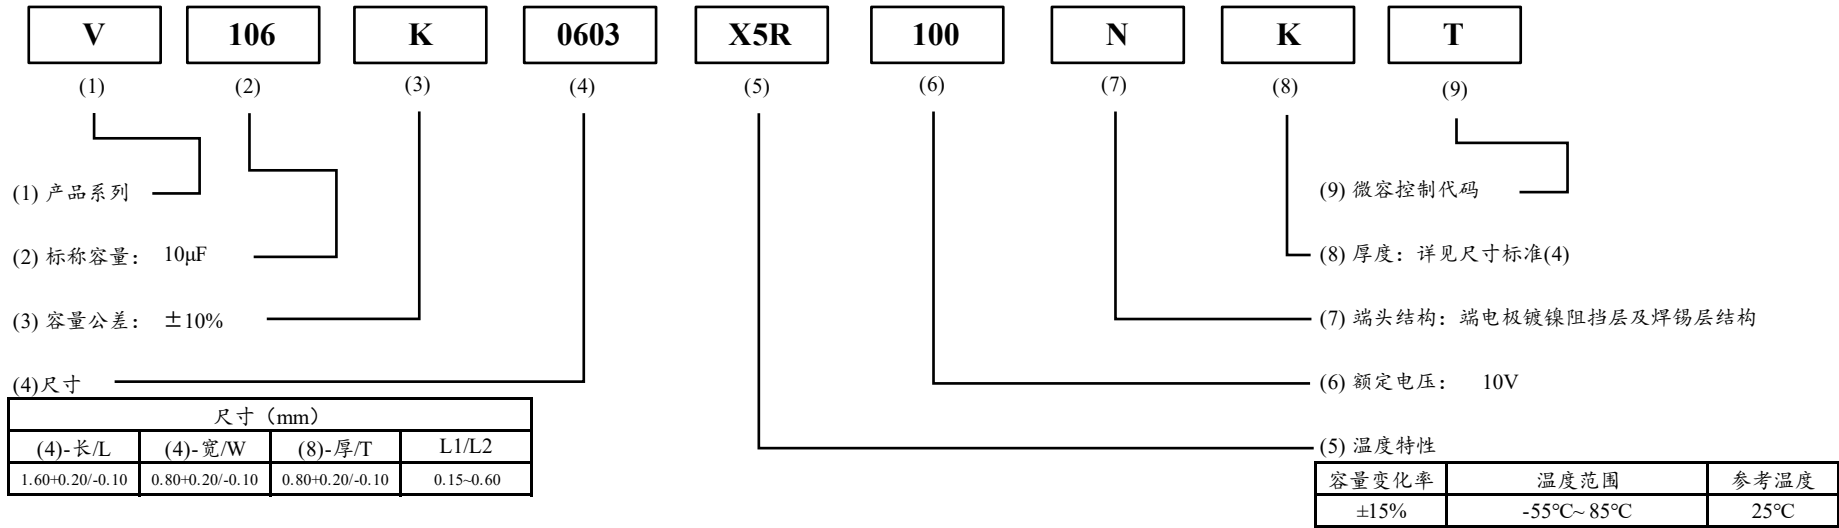 V 106 K 0603 X5R 100 N K T
(1) (2) (3) (4) (5) (6) (7) (8) (9)
(1) 产品系列
(2) 标称容量： 10μF
(3) 容量公差： ±10%
(4)尺寸
尺寸（mm）
(4)-长/L (4)-宽/W (8)-厚/T L1/L2
1.60+0.20/-0.10 0.80+0.20/-0.10 0.80+0.20/-0.10 0.15~0.60
(9) 微容控制代码
(8) 厚度：详见尺寸标准(4)
(7) 端头结构：端电极镀镍阻挡层及焊锡层结构
(6) 额定电压： 10V
(5) 温度特性
容量变化率 温度范围 参考温度
±15% -55℃~ 85℃ 25℃